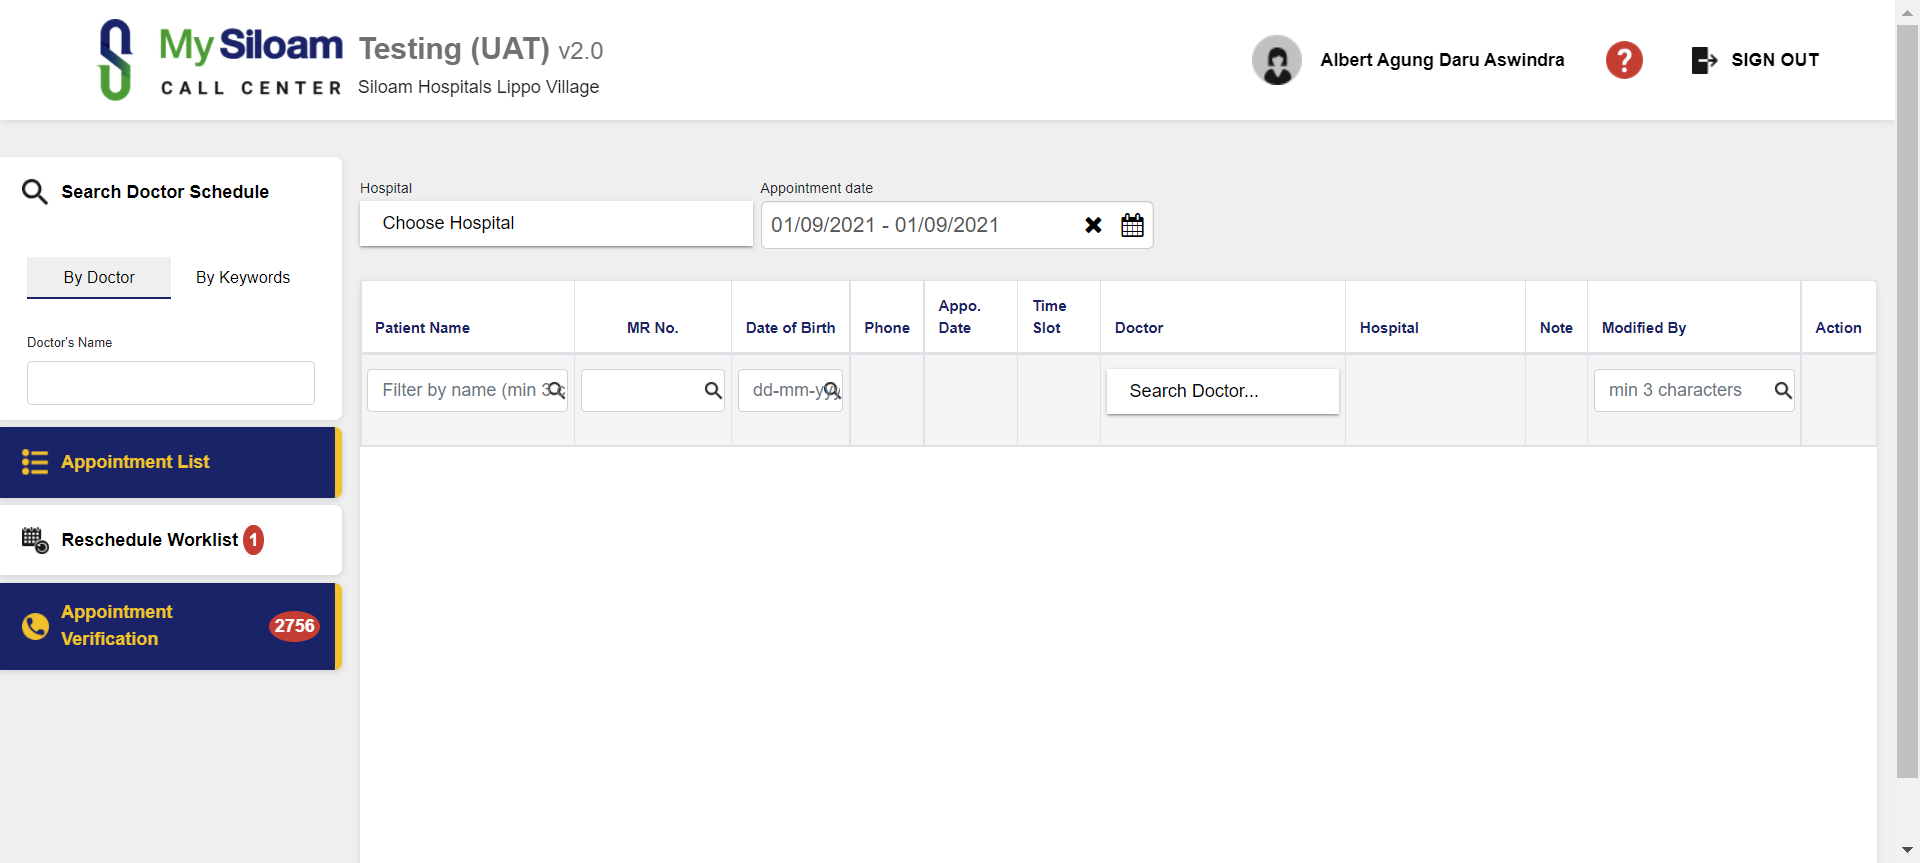 My Siloam
CALL CENTER
Testing (UAT) v2.0
Siloam Hospitals Lippo Village
Albert Agung Daru Aswindra
?
SIGN OUT
Search Doctor Schedule
By Doctor
By Keywords
Doctor's Name
Appointment List
Reschedule Worklist 1
Appointment
Verification
2756
Hospital
Choose Hospital
Appointment date
01/09/2021 - 01/09/2021
Patient Name
MR No.
Date of Birth
Phone
Appo.
Date
Time
Slot
Doctor
Hospital
Note
Modified By
Action
Filter by name (min 3 c
dd-mm-yyy
Search Doctor...
min 3 characters